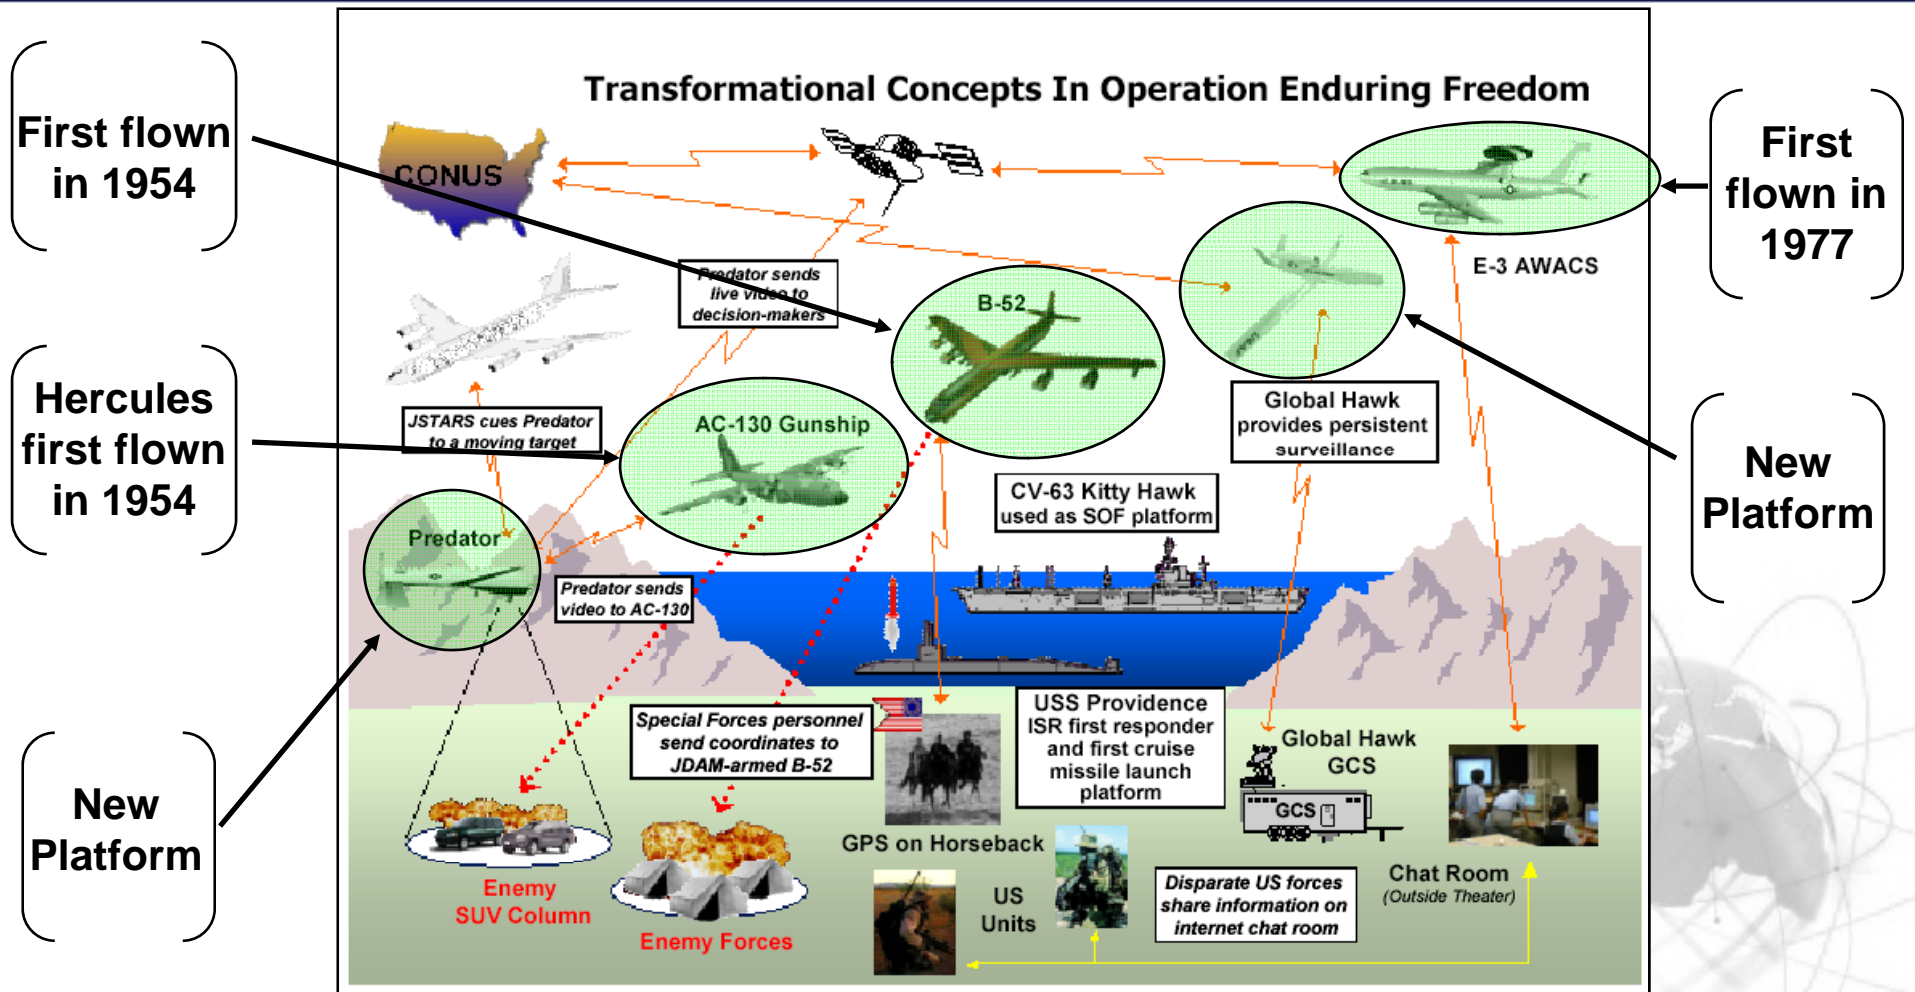 Transformational Concepts In Operation Enduring Freedom
First flown
in 1954
CONUS
First
flown in
1977
E-3 AWACS
Predator sends
live video to
decision-makers
B-52
Hercules
first flown
in 1954
JSTARS cues Predator
to a moving target
AC-130 Gunship
Global Hawk
provides persistent
surveillance
New
Platform
CV-63 Kitty Hawk
used as SOF platform
Predator
Predator sends
video to AC-130
New
Platform
Special Forces personnel
send coordinates to
JDAM-armed B-52
USS Providence
ISR first responder
and first cruise
missile launch
platform
Global Hawk
GCS
GCS
GPS on Horseback
Enemy
SUV Column
Enemy Forces
US
Units
Disparate US forces
share information on
internet chat room
Chat Room
(Outside Theater)